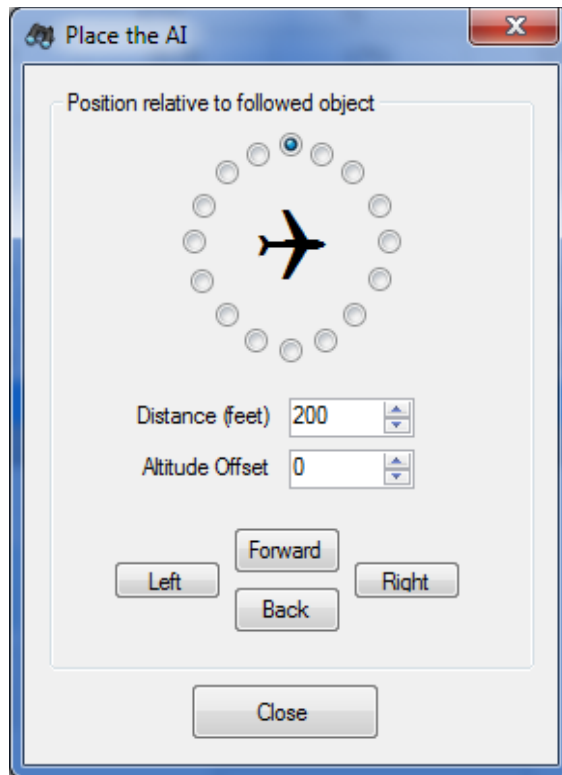 Place the AI
Position relative to followed object
Distance (feet) 200
Altitude Offset 0
Forward
Left Right
Back
Close